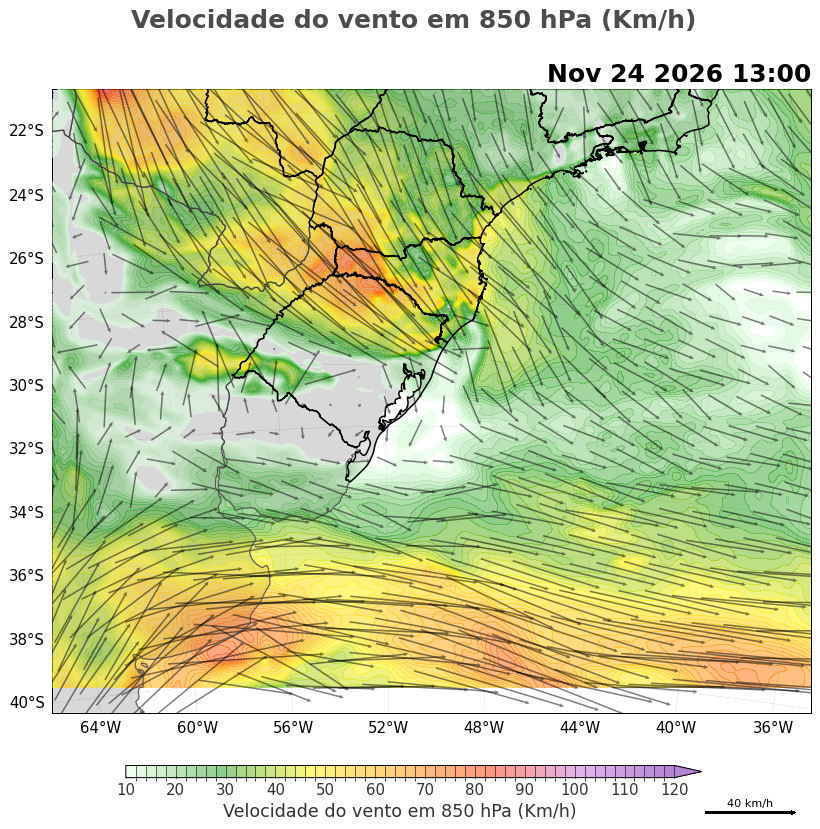 Velocidade do vento em 850 hPa (Km/h)
Nov 24 2026 13:00
22°S
24°S
26°S
28°S
30°S
32°S
34°S
36°S
38°S
40°S
64°W 60°W 56°W 52°W 48°W 44°W 40°W 36°W
10 20 30 40 50 60 70 80 90 100 110 120
Velocidade do vento em 850 hPa (Km/h)
40 km/h